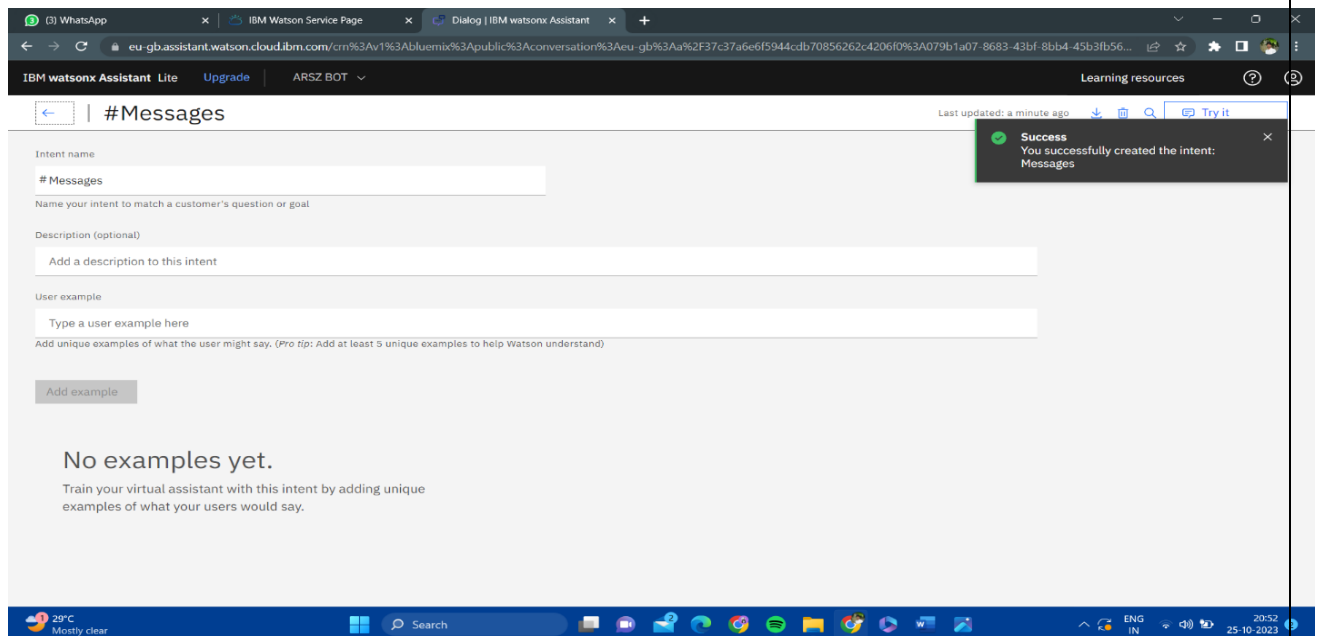 (3) WhatsApp
IBM Watson Service Page
Dialog | IBM watsonx Assistant
eu-gb.assistant.watson.cloud.ibm.com/crn%3Av1%3Abluemix%3Apublic%3Aconversation%3Aeu-gb%3Aa%2F37c37a6e6f5944cdb70856262c4206f0%3A079b1a07-8683-43bf-8bb4-45b3fb56...
IBM watsonx Assistant Lite Upgrade ARSZ BOT Learning resources
#Messages
Last updated: a minute ago Try it
Success
You successfully created the intent:
Messages
Intent name
# Messages
Name your intent to match a customer's question or goal
Description (optional)
Add a description to this intent
User example
Type a user example here
Add unique examples of what the user might say. (Pro tip: Add at least 5 unique examples to help Watson understand)
Add example
No examples yet.
Train your virtual assistant with this intent by adding unique
examples of what your users would say.
29°C
Mostly clear
Search
ENG
IN
20:52
25-10-2023